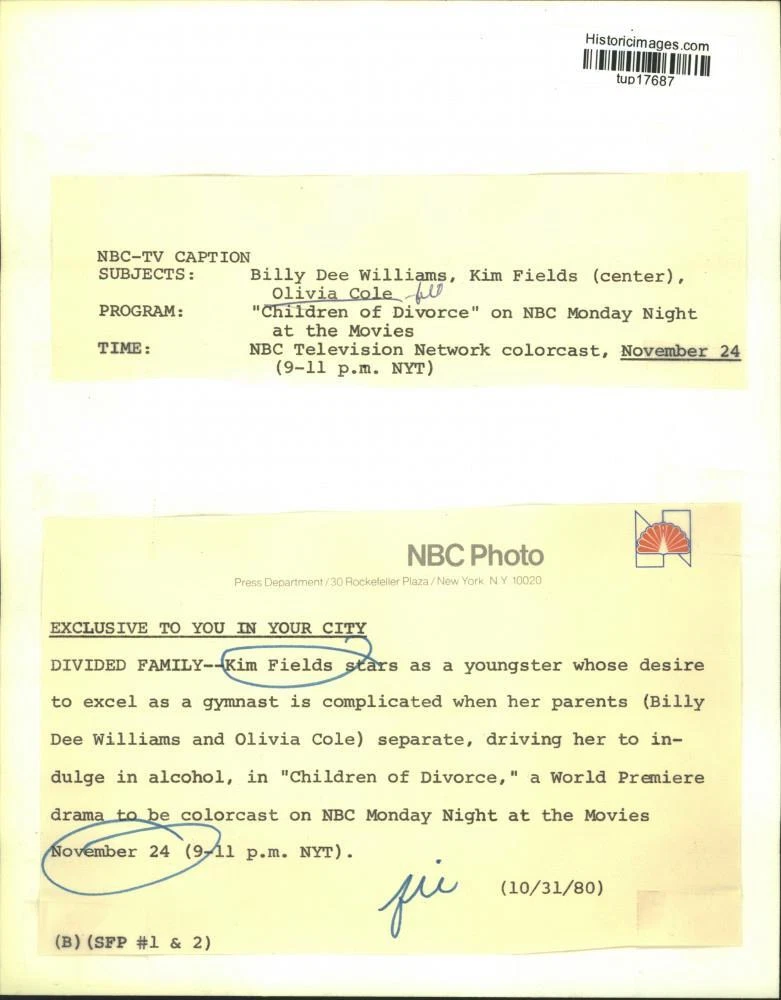 Historicimages.com
tup17687
NBC-TV CAPTION
SUBJECTS: Billy Dee Williams, Kim Fields (center),
Olivia Cole
PROGRAM: "Children of Divorce" on NBC Monday Night
at the Movies
TIME: NBC Television Network colorcast, November 24
(9-11 p.m. NYT)
NBC Photo
Press Department/30 Rockefeller Plaza/New York N.Y 10020
EXCLUSIVE TO YOU IN YOUR CITY
DIVIDED FAMILY--Kim Fields stars as a youngster whose desire
to excel as a gymnast is complicated when her parents (Billy
Dee Williams and Olivia Cole) separate, driving her to in-
dulge in alcohol, in "Children of Divorce," a World Premiere
drama to be colorcast on NBC Monday Night at the Movies
November 24 (9-11 p.m. NYT).
(10/31/80)
(B)(SFP #1 & 2)